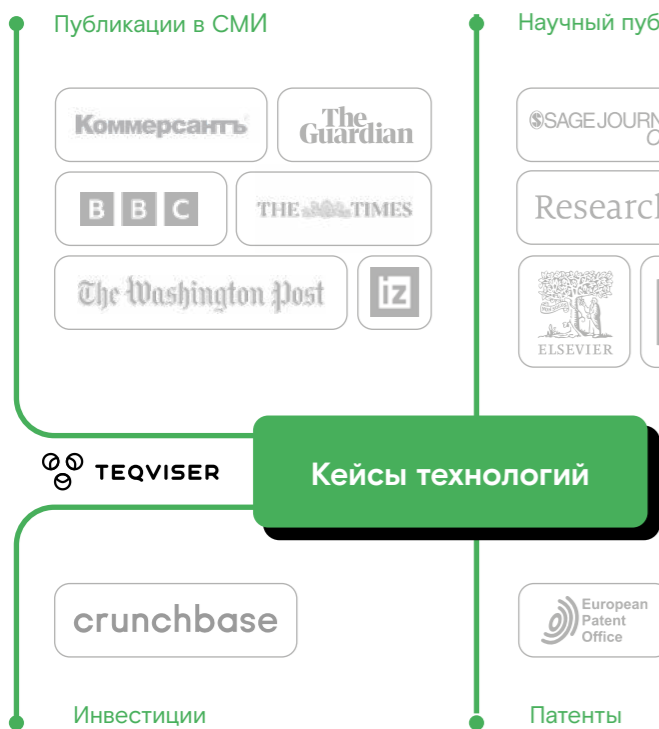 Публикации в СМИ
Научный пуб
Коммерсантъ
The
Guardian
SAGE JOURN
BBC
THE TIMES
Researc
The Washington Post
iz
ELSEVIER
TEQVISER
Кейсы технологий
crunchbase
European
Patent
Office
Инвестиции
Патенты